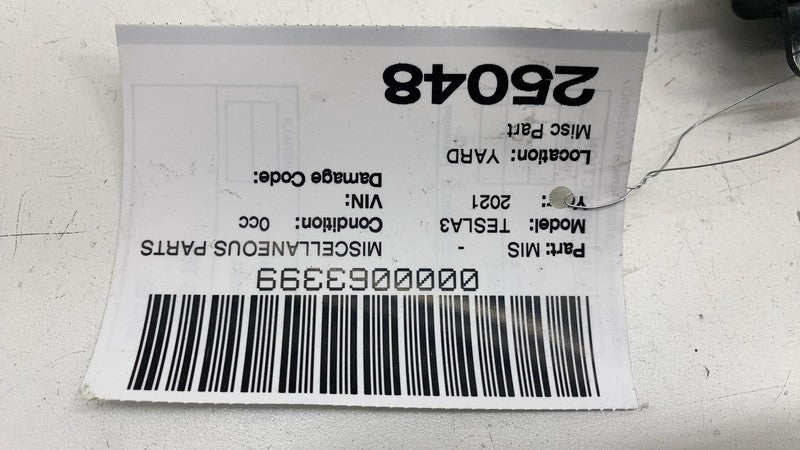 0000063399
Part: MIS - MISCELLANEOUS PARTS
Model: TESLA3 Condition: 0cc
2021 VIN:
Damage Code:
Location: YARD
Misc Part
25048